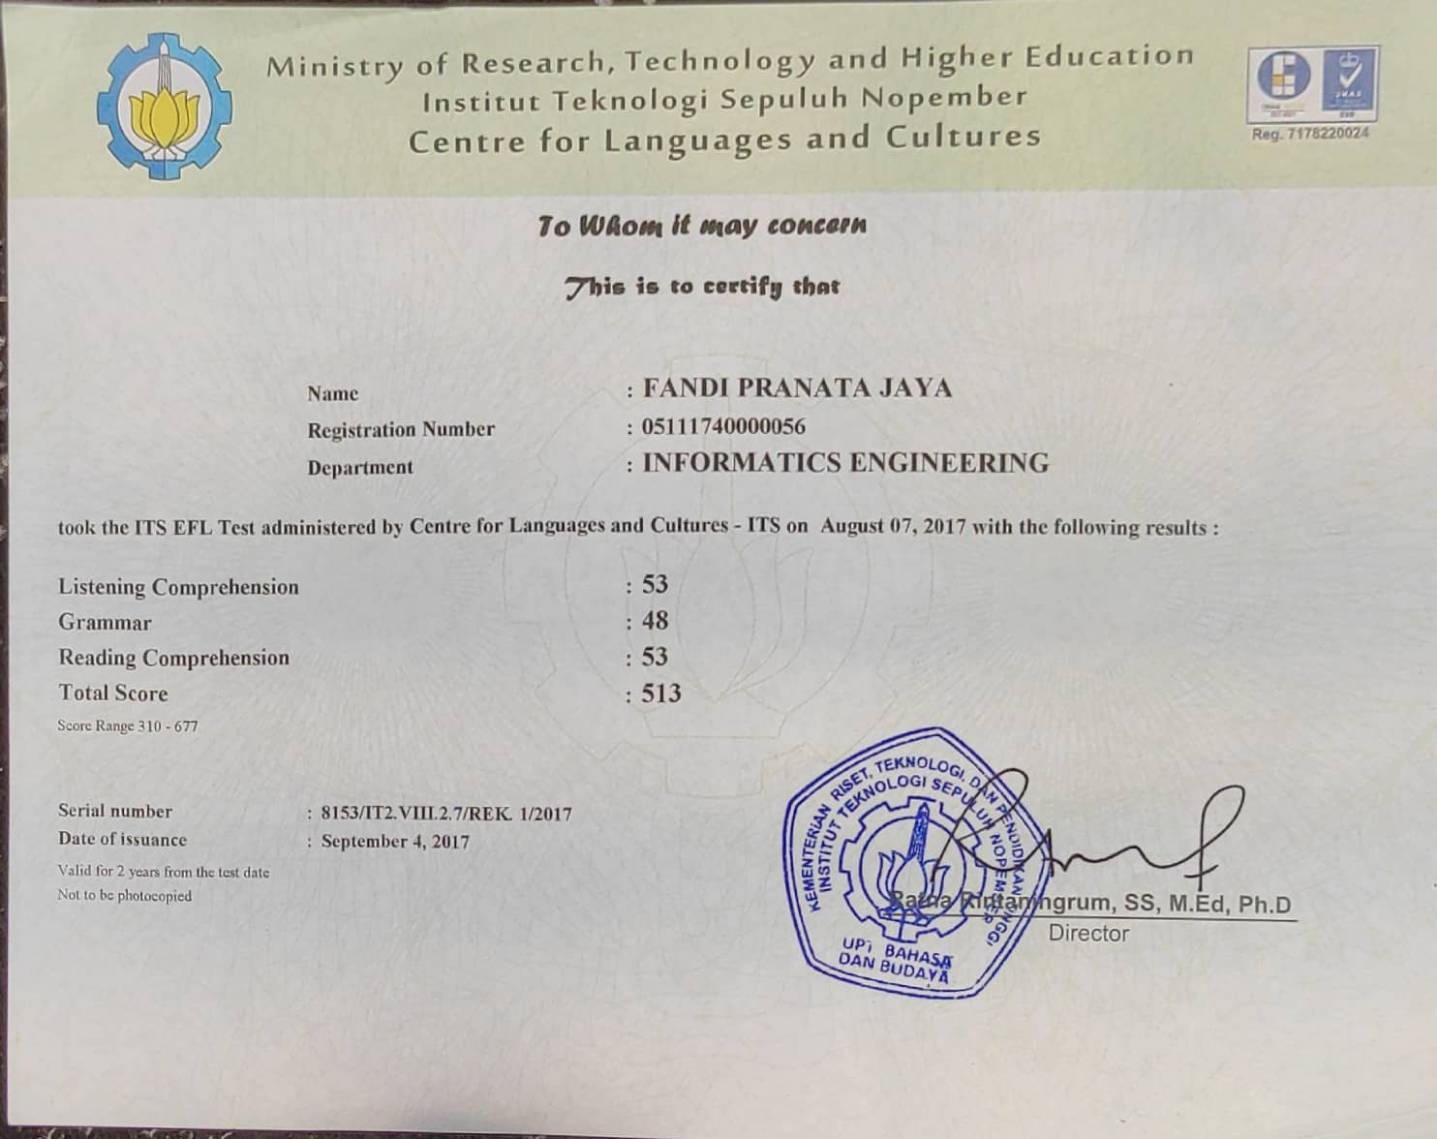 Ministry of Research, Technology and Higher Education
Institut Teknologi Sepuluh Nopember
Centre for Languages and Cultures
Reg. 7178220024
To Whom it may concern
This is to certify that
Name : FANDI PRANATA JAYA
Registration Number : 05111740000056
Department : INFORMATICS ENGINEERING
took the ITS EFL Test administered by Centre for Languages and Cultures - ITS on August 07, 2017 with the following results :
Listening Comprehension : 53
Grammar : 48
Reading Comprehension : 53
Total Score : 513
Score Range 310 - 677
Serial number : 8153/IT2.VIII.2.7/REK. 1/2017
Date of issuance : September 4, 2017
Valid for 2 years from the test date
Not to be photocopied
KEMENTERIAN RISET, TEKNOLOGI, DAN PENDIDIKAN TINGGI
INSTITUT TEKNOLOGI SEPULUH NOPEMBER
UPT BAHASA
DAN BUDAYA
Ratna Rintaningrum, SS, M.Ed, Ph.D
Director